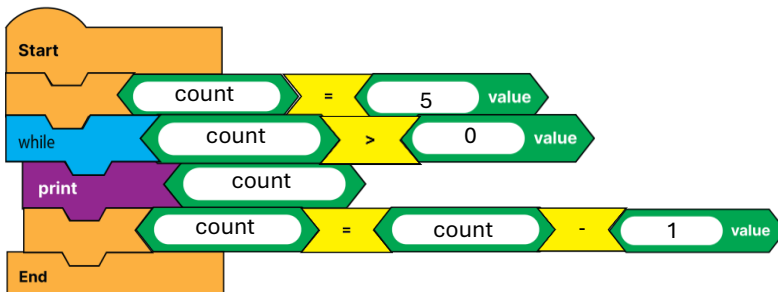 Start
count = 5 value
while count > 0 value
print count
count = count - 1 value
End